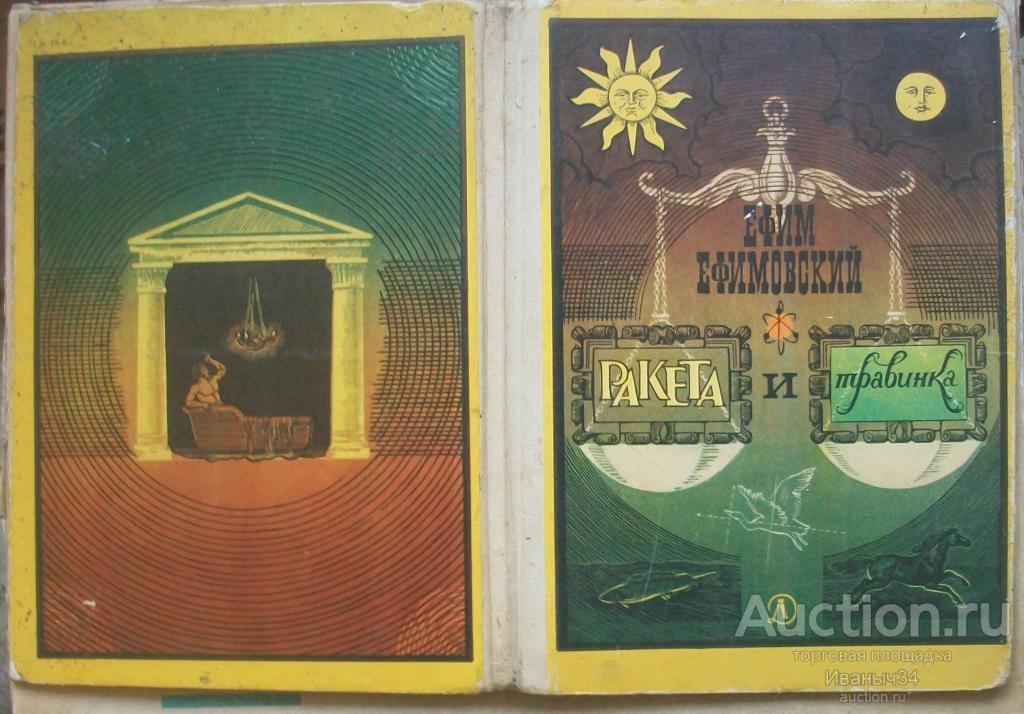 ЕФИМ
ЕФИМОВСКИЙ
РАКЕТА
и
травинка
Д
Auction.ru
торговая площадка
Иваныч34
auction.ru